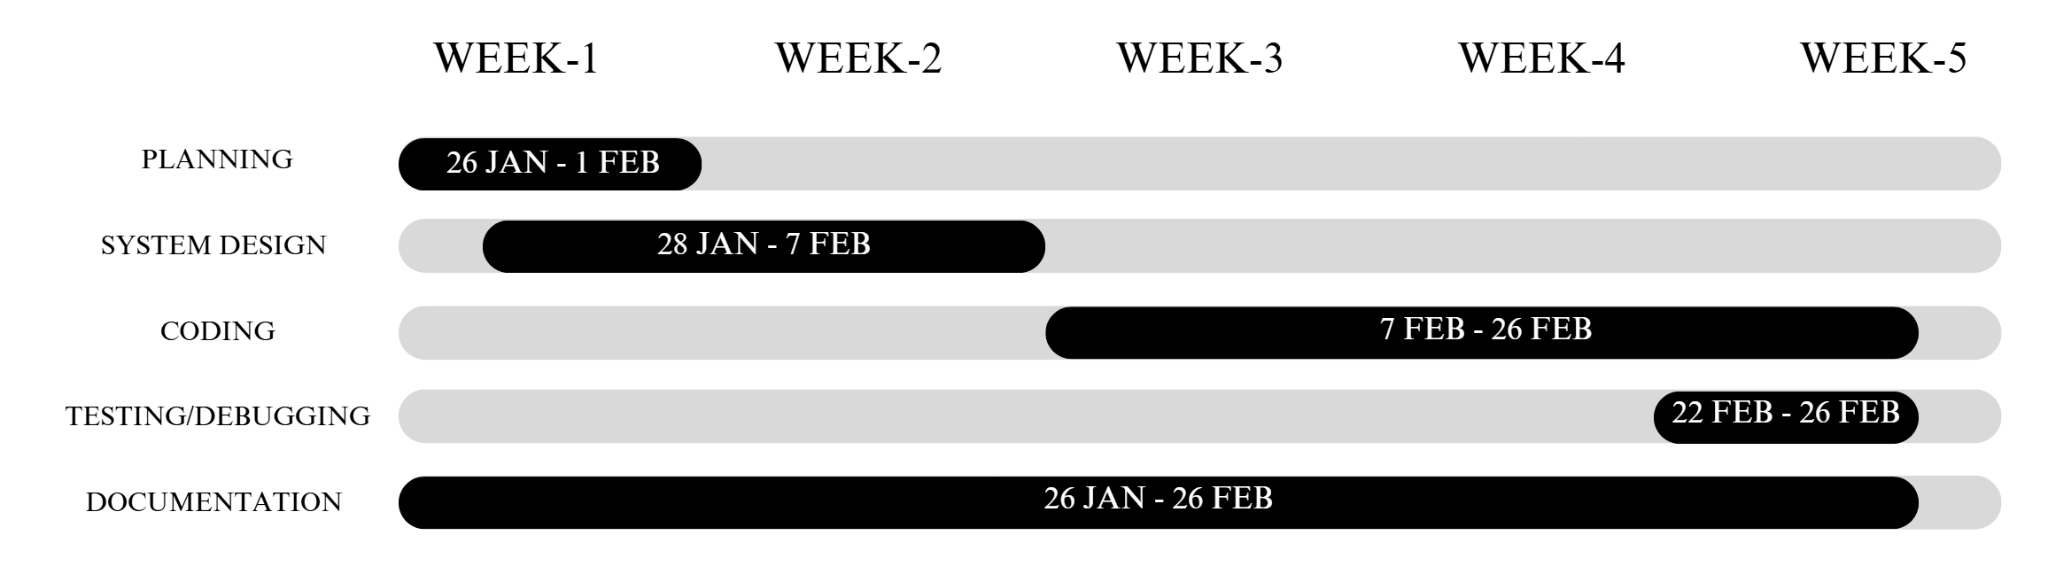 WEEK-1 WEEK-2 WEEK-3 WEEK-4 WEEK-5
PLANNING 26 JAN - 1 FEB
SYSTEM DESIGN 28 JAN - 7 FEB
CODING 7 FEB - 26 FEB
TESTING/DEBUGGING 22 FEB - 26 FEB
DOCUMENTATION 26 JAN - 26 FEB